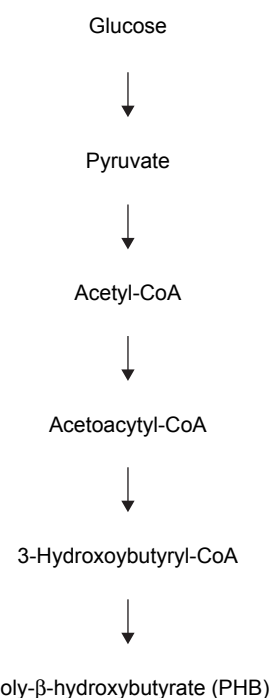 Glucose
Pyruvate
Acetyl-CoA
Acetoacytyl-CoA
3-Hydroxoybutyryl-CoA
oly-β-hydroxybutyrate (PHB)